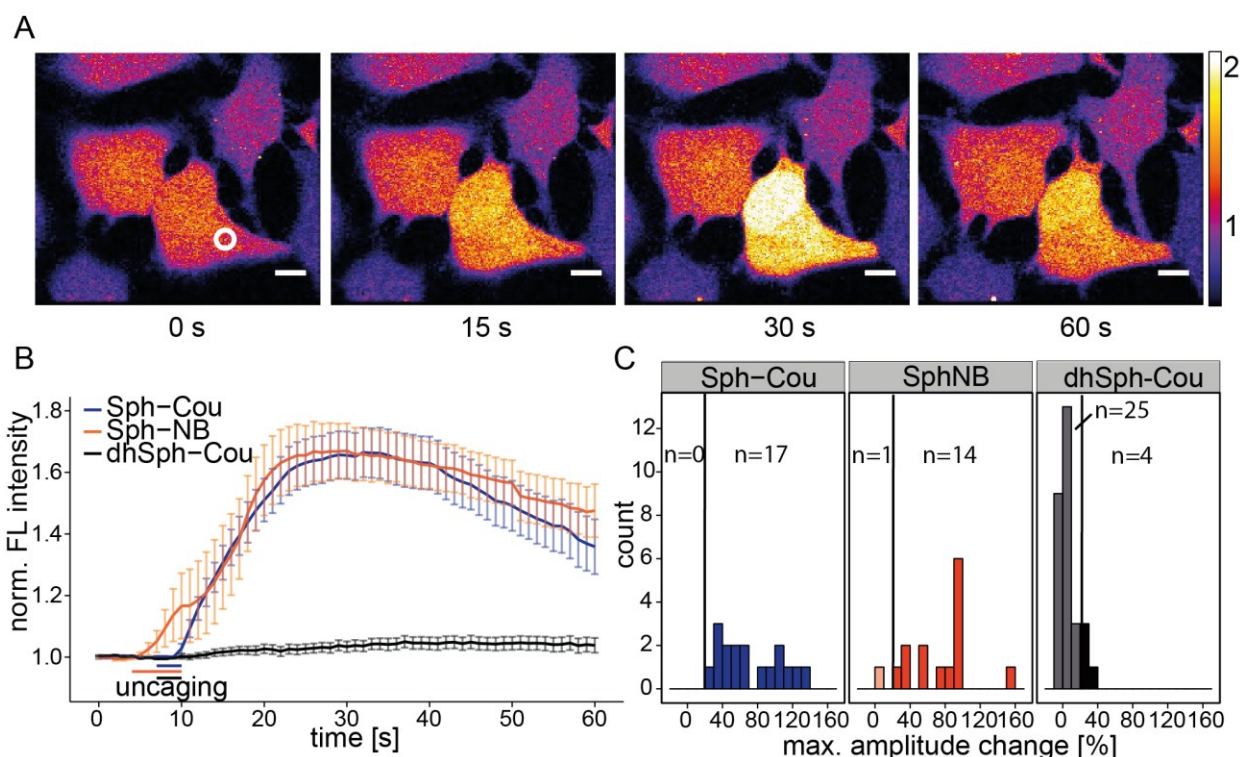 A
2
1
0 s
15 s
30 s
60 s
B
norm. FL intensity
1.8
1.6
1.4
1.2
1.0
Sph−Cou
Sph−NB
dhSph−Cou
uncaging
0 10 20 30 40 50 60
time [s]
C
Sph−Cou SphNB dhSph-Cou
count
12
10
8
6
4
2
0
n=0 n=17
n=1 n=14
n=25
n=4
0 40 80 120 160 0 40 80 120 160 0 40 80 120 160
max. amplitude change [%]